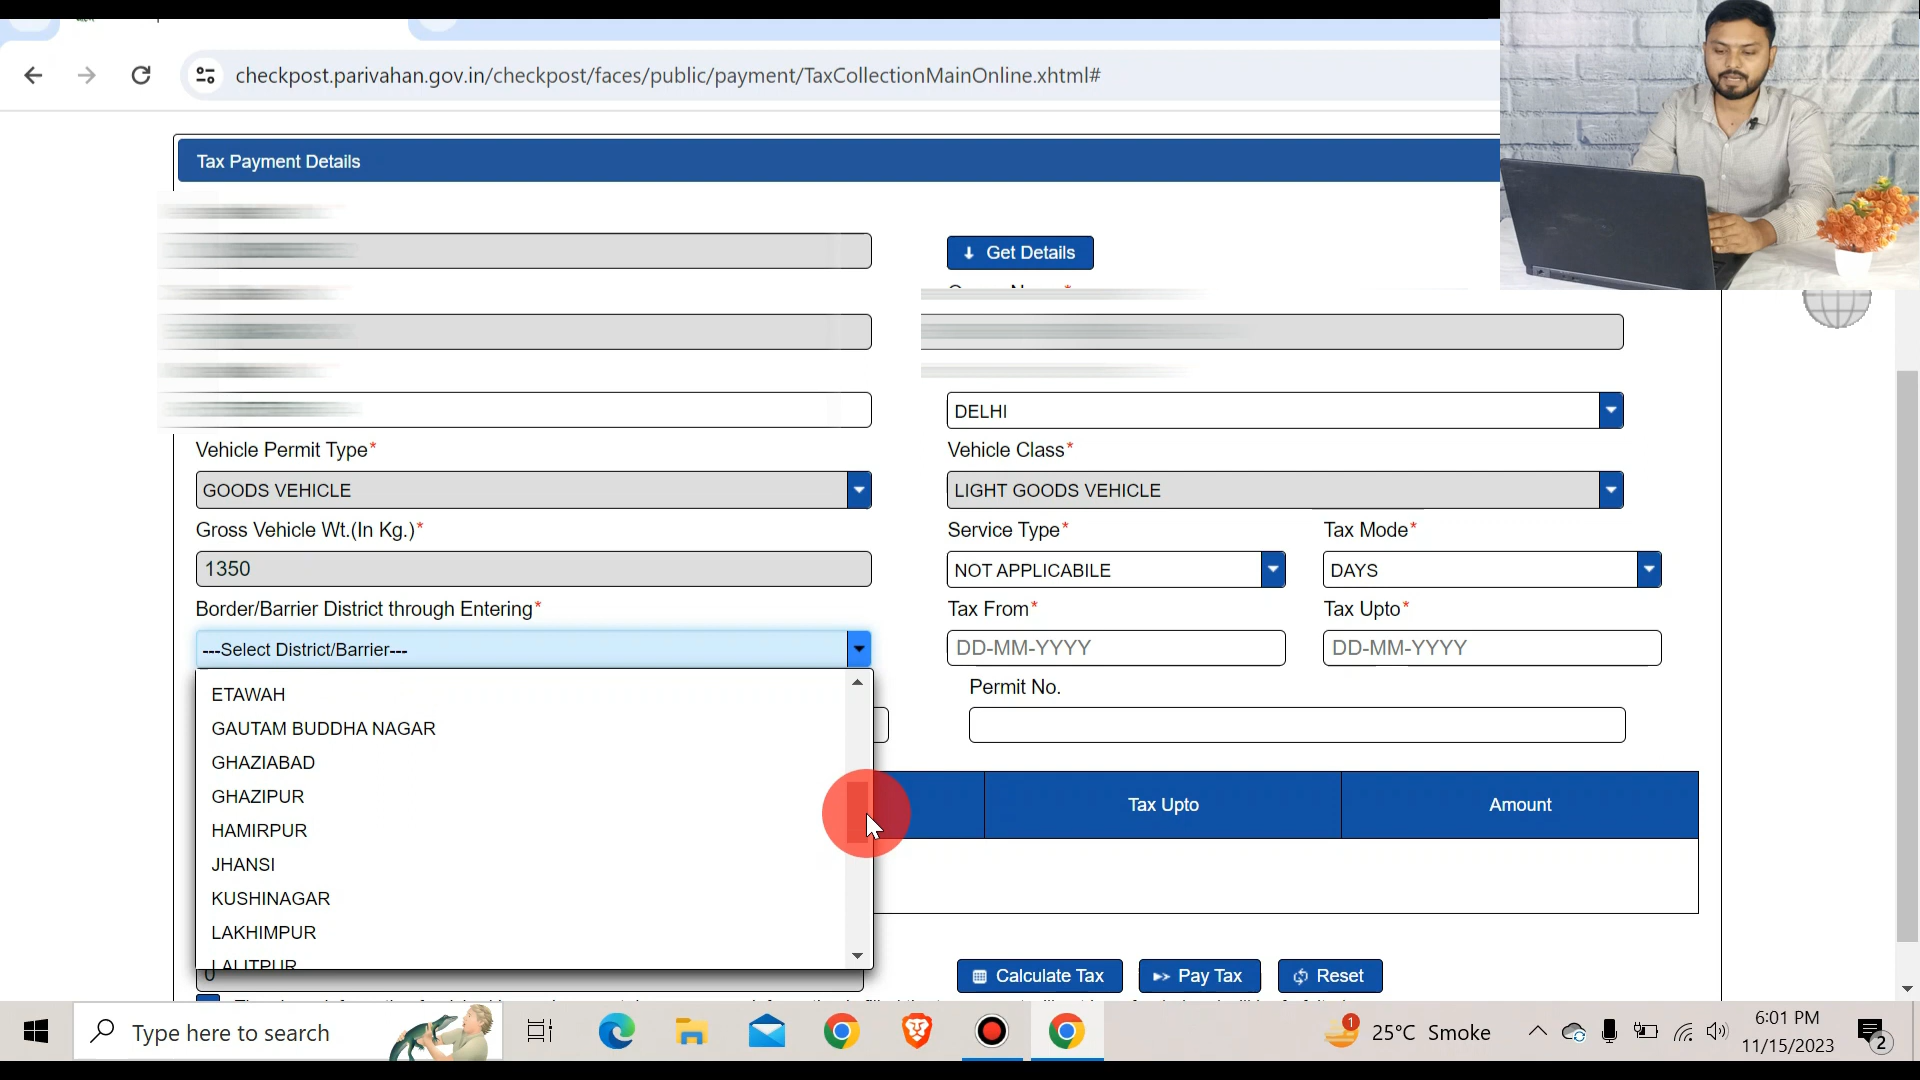 checkpost.parivahan.gov.in/checkpost/faces/public/payment/TaxCollectionMainOnline.xhtml#
Tax Payment Details
Get Details
DELHI
Vehicle Permit Type*
Vehicle Class*
GOODS VEHICLE
LIGHT GOODS VEHICLE
Gross Vehicle Wt.(In Kg.)*
Service Type*
Tax Mode*
1350
NOT APPLICABILE
DAYS
Border/Barrier District through Entering*
Tax From*
Tax Upto*
---Select District/Barrier---
DD-MM-YYYY
DD-MM-YYYY
ETAWAH
GAUTAM BUDDHA NAGAR
GHAZIABAD
GHAZIPUR
HAMIRPUR
JHANSI
KUSHINAGAR
LAKHIMPUR
LALITPUR
Permit No.
Tax Upto
Amount
0
Calculate Tax
Pay Tax
Reset
Type here to search
1
25°C Smoke
6:01 PM
11/15/2023
2